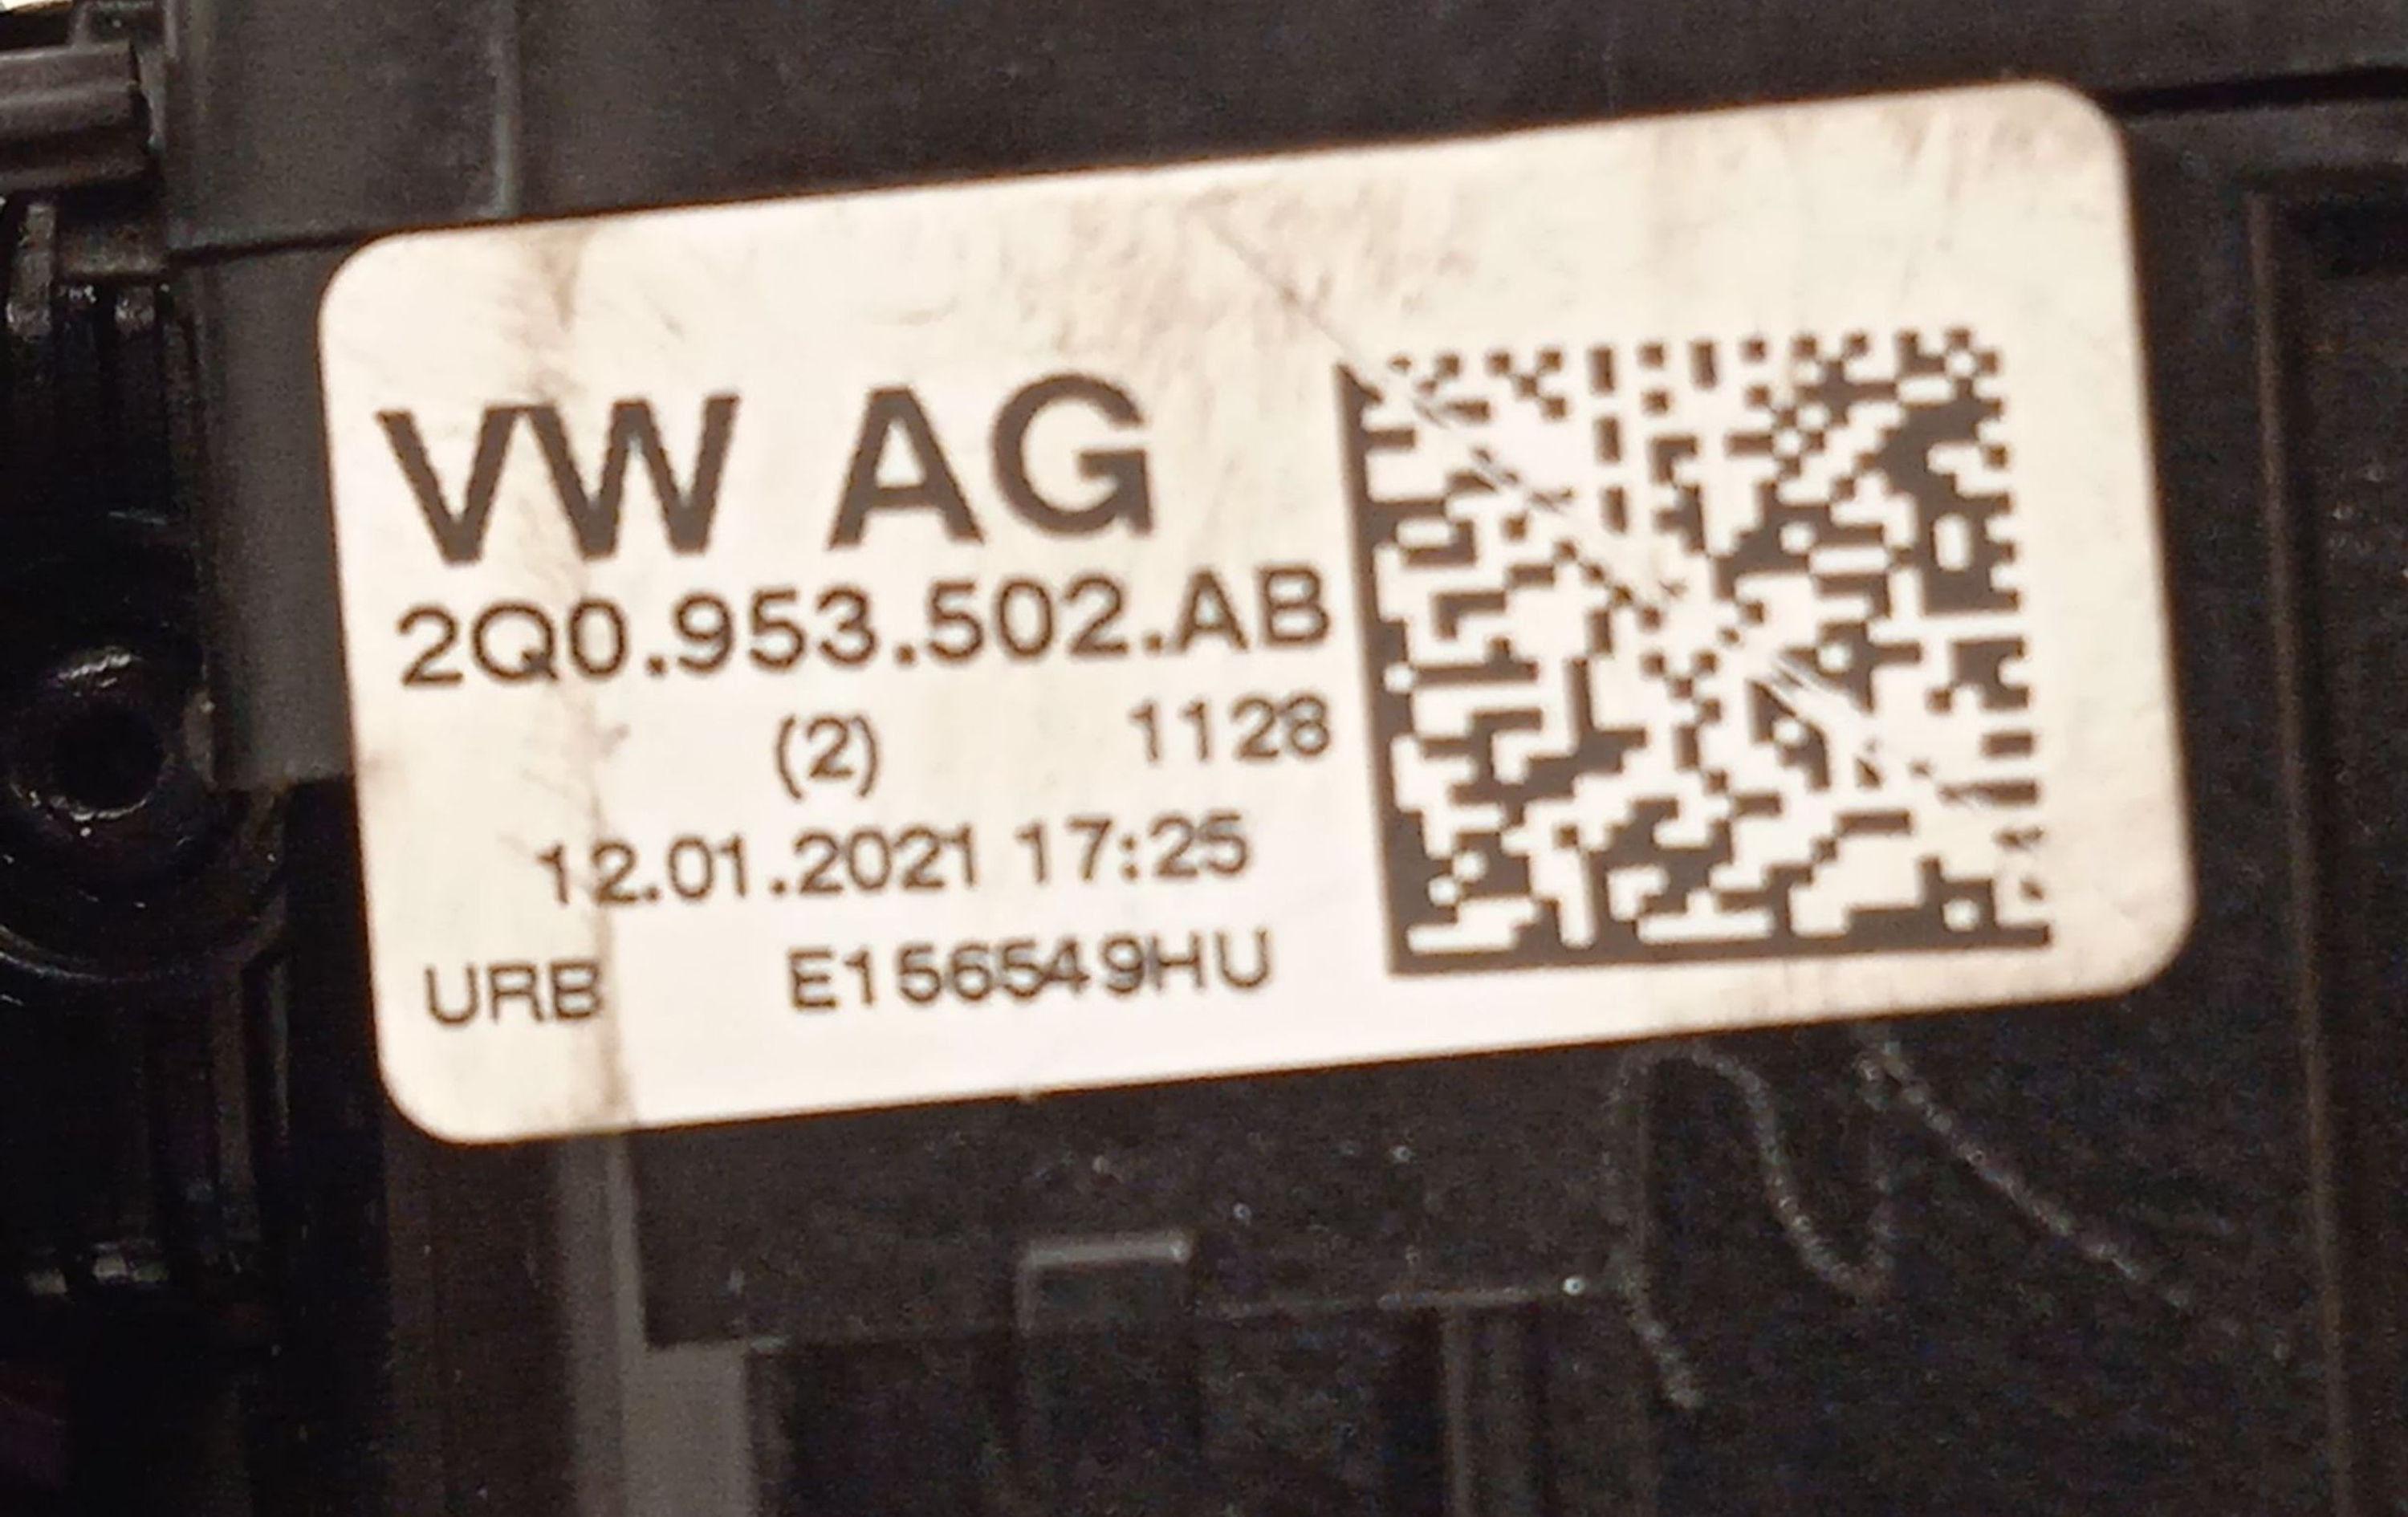 VW AG
2Q0.953.502.AB
(2) 1128
12.01.2021 17:25
URB E156549HU